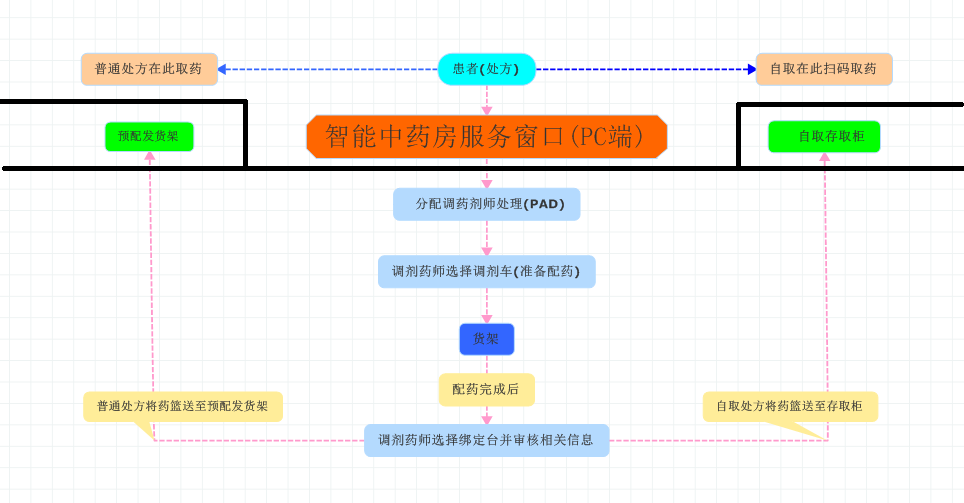 普通处方在此取药
患者(处方)
自取在此扫码取药
预配发货架
智能中药房服务窗口(PC端)
自取存取柜
分配调药剂师处理(PAD)
调剂药师选择调剂车(准备配药)
货架
配药完成后
普通处方将药篮送至预配发货架
自取处方将药篮送至存取柜
调剂药师选择绑定台并审核相关信息